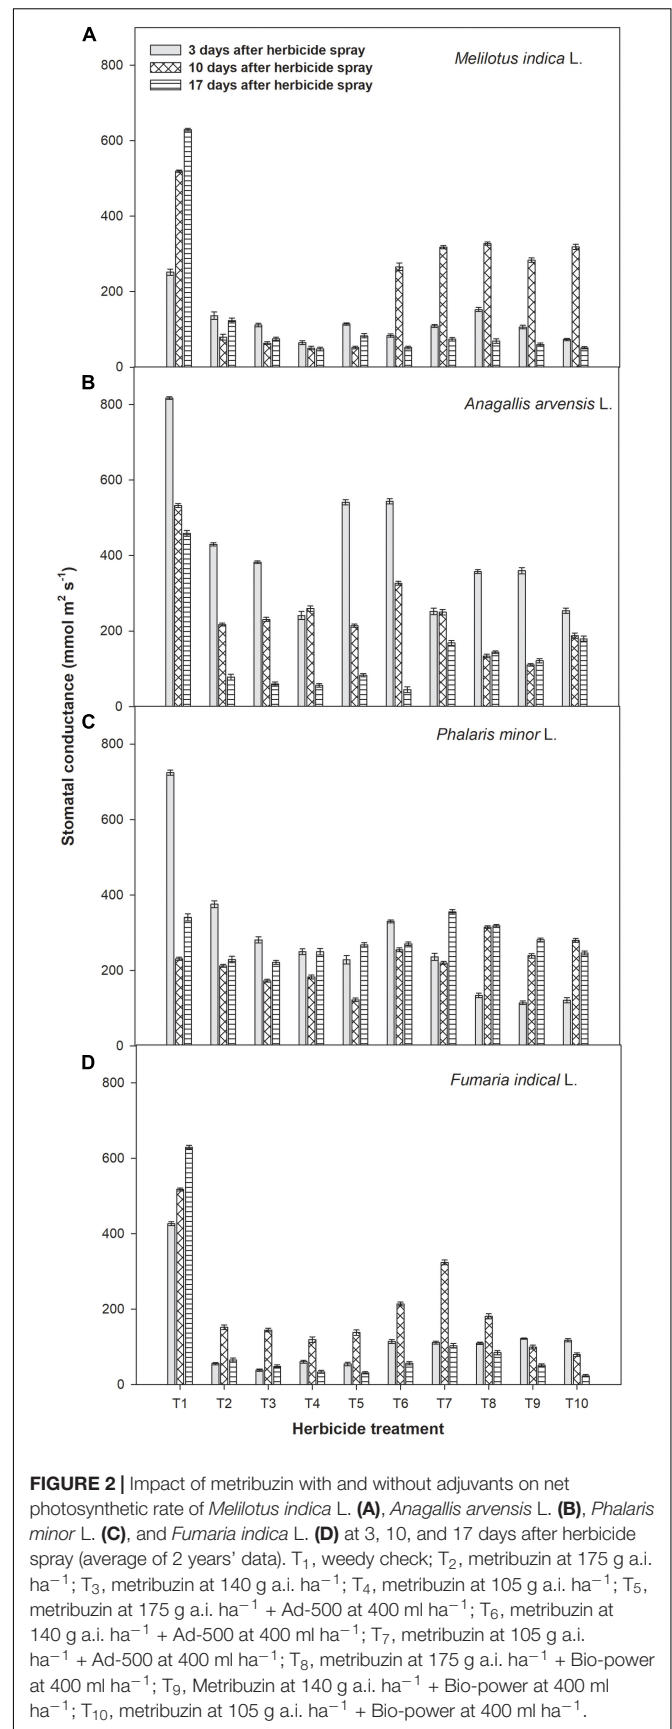 A
3 days after herbicide spray
10 days after herbicide spray
17 days after herbicide spray
Melilotus indica L.
800
600
400
200
0
B
Anagallis arvensis L.
800
600
400
200
0
C
Phalaris minor L.
800
600
400
200
0
D
Fumaria indical L.
800
600
400
200
0
Stomatal conductance (mmol m² s⁻¹)
T1 T2 T3 T4 T5 T6 T7 T8 T9 T10
Herbicide treatment
FIGURE 2 | Impact of metribuzin with and without adjuvants on net
photosynthetic rate of Melilotus indica L. (A), Anagallis arvensis L. (B), Phalaris
minor L. (C), and Fumaria indica L. (D) at 3, 10, and 17 days after herbicide
spray (average of 2 years' data). T₁, weedy check; T₂, metribuzin at 175 g a.i.
ha⁻¹; T₃, metribuzin at 140 g a.i. ha⁻¹; T₄, metribuzin at 105 g a.i. ha⁻¹; T₅,
metribuzin at 175 g a.i. ha⁻¹ + Ad-500 at 400 ml ha⁻¹; T₆, metribuzin at
140 g a.i. ha⁻¹ + Ad-500 at 400 ml ha⁻¹; T₇, metribuzin at 105 g a.i.
ha⁻¹ + Ad-500 at 400 ml ha⁻¹; T₈, metribuzin at 175 g a.i. ha⁻¹ + Bio-power
at 400 ml ha⁻¹; T₉, Metribuzin at 140 g a.i. ha⁻¹ + Bio-power at 400 ml
ha⁻¹; T₁₀, metribuzin at 105 g a.i. ha⁻¹ + Bio-power at 400 ml ha⁻¹.